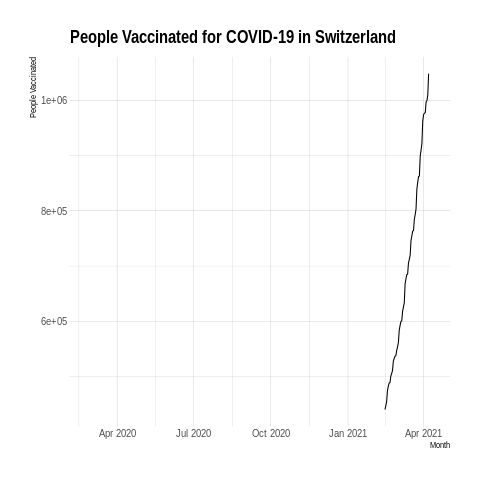 People Vaccinated for COVID-19 in Switzerland
People Vaccinated
1e+06
8e+05
6e+05
Apr 2020 Jul 2020 Oct 2020 Jan 2021 Apr 2021
Month